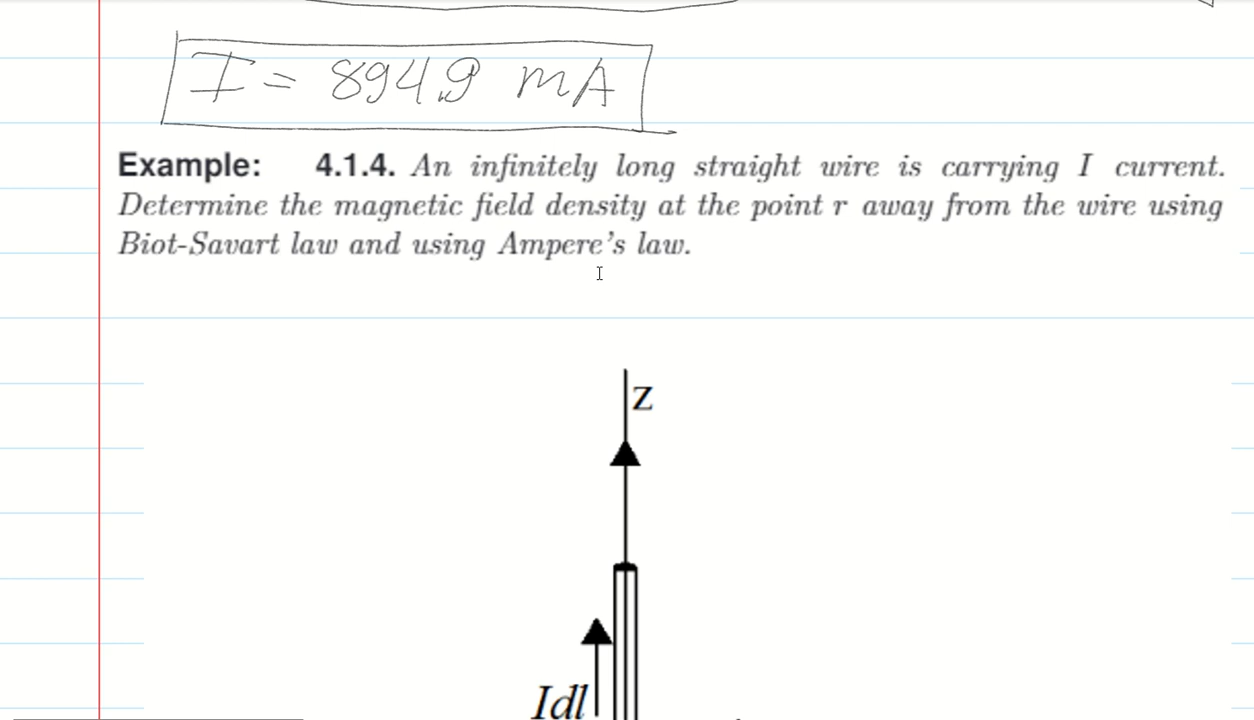 I = 894.9 mA
Example: 4.1.4. An infinitely long straight wire is carrying I current.
Determine the magnetic field density at the point r away from the wire using
Biot-Savart law and using Ampere's law.
Z
Idl